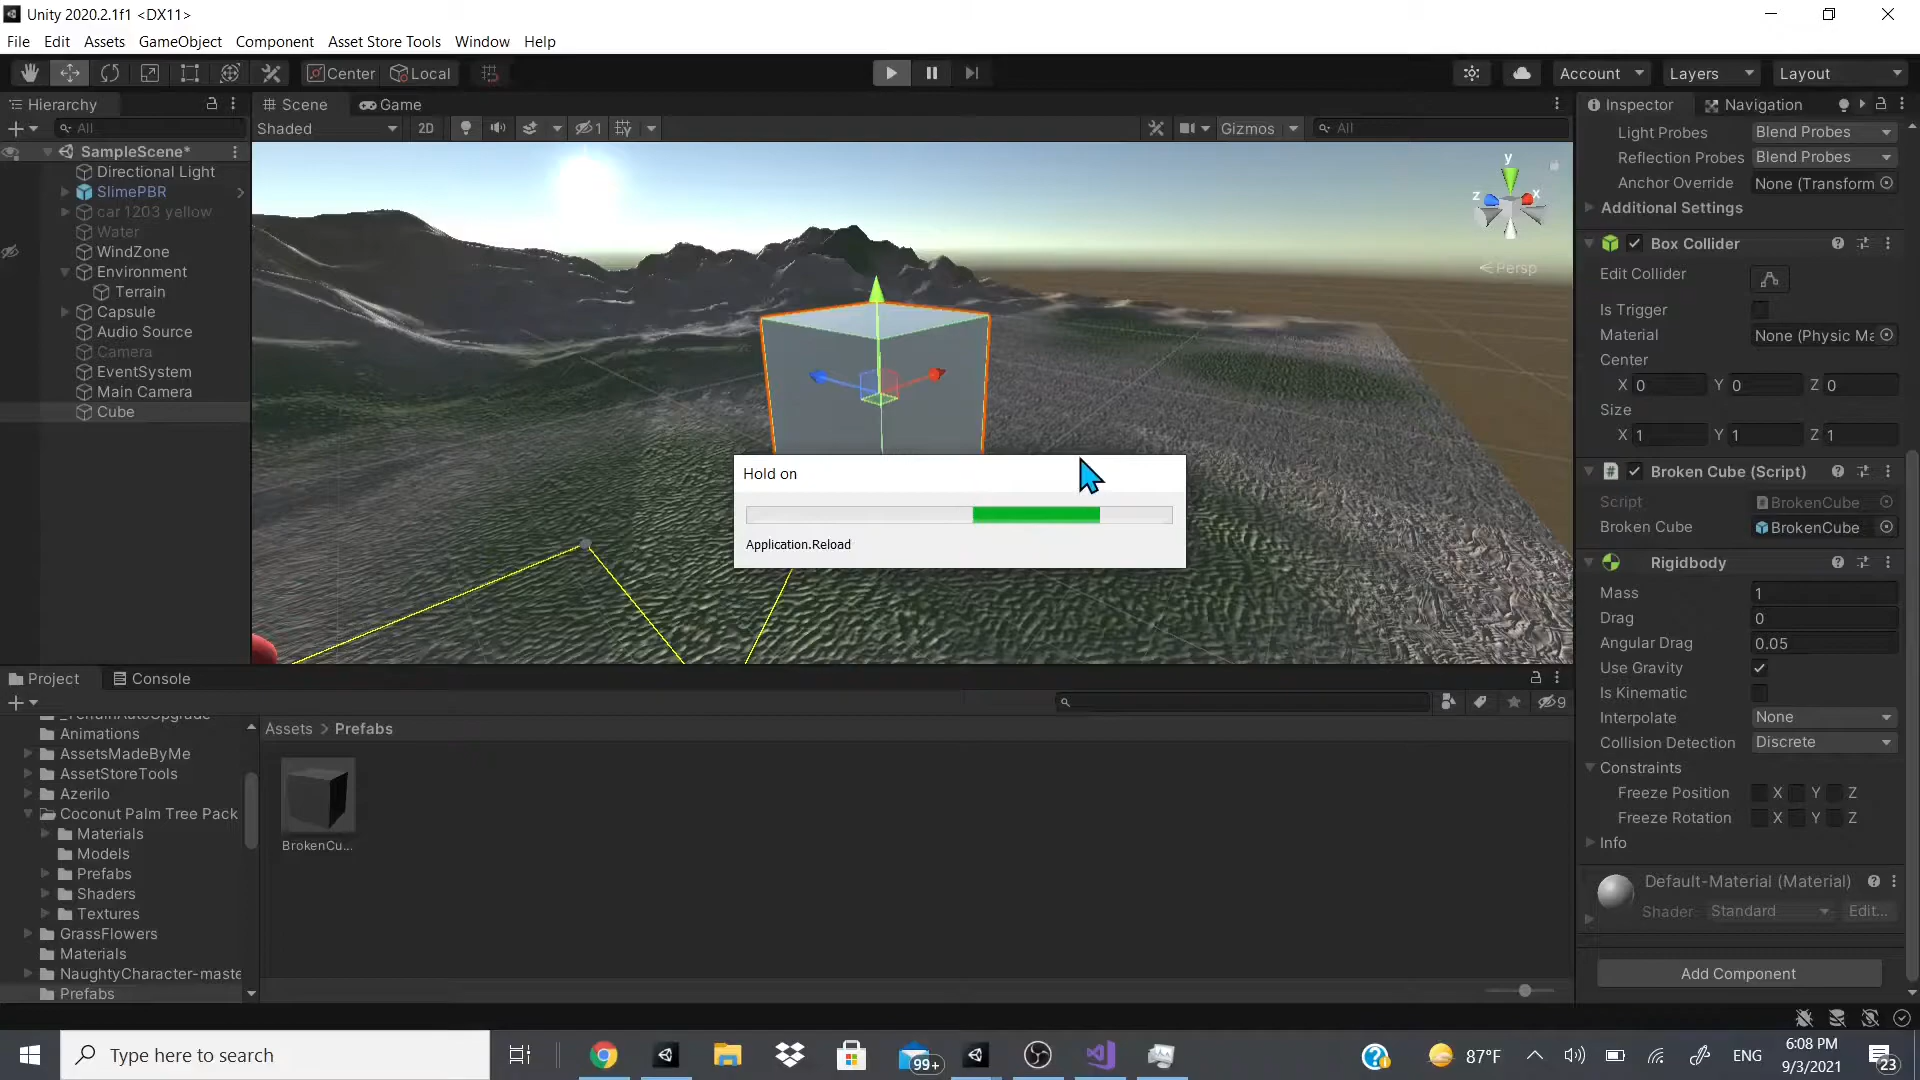 Unity 2020.2.1f1 <DX11>
File Edit Assets GameObject Component Asset Store Tools Window Help
Center Local
Account Layers Layout
Hierarchy
All
SampleScene*
Directional Light
SlimePBR
car 1203 yellow
Water
WindZone
Environment
Terrain
Capsule
Audio Source
Camera
EventSystem
Main Camera
Cube
Scene Game
Shaded 2D 1 Gizmos All
y
z x
Persp
Hold on
Application.Reload
Inspector Navigation
Light Probes Blend Probes
Reflection Probes Blend Probes
Anchor Override None (Transform
Additional Settings
Box Collider
Edit Collider
Is Trigger
Material None (Physic Ma
Center
X 0 Y 0 Z 0
Size
X 1 Y 1 Z 1
Broken Cube (Script)
Script BrokenCube
Broken Cube BrokenCube
Rigidbody
Mass 1
Drag 0
Angular Drag 0.05
Use Gravity
Is Kinematic
Interpolate None
Collision Detection Discrete
Constraints
Freeze Position X Y Z
Freeze Rotation X Y Z
Info
Default-Material (Material)
Shader Standard Edit...
Add Component
Project Console
9
_TerrainAutoUpgrade
Animations
AssetsMadeByMe
AssetStoreTools
Azerilo
Coconut Palm Tree Pack
Materials
Models
Prefabs
Shaders
Textures
GrassFlowers
Materials
NaughtyCharacter-maste
Prefabs
Assets > Prefabs
BrokenCu...
Type here to search
99+
87°F
ENG
6:08 PM
9/3/2021
23